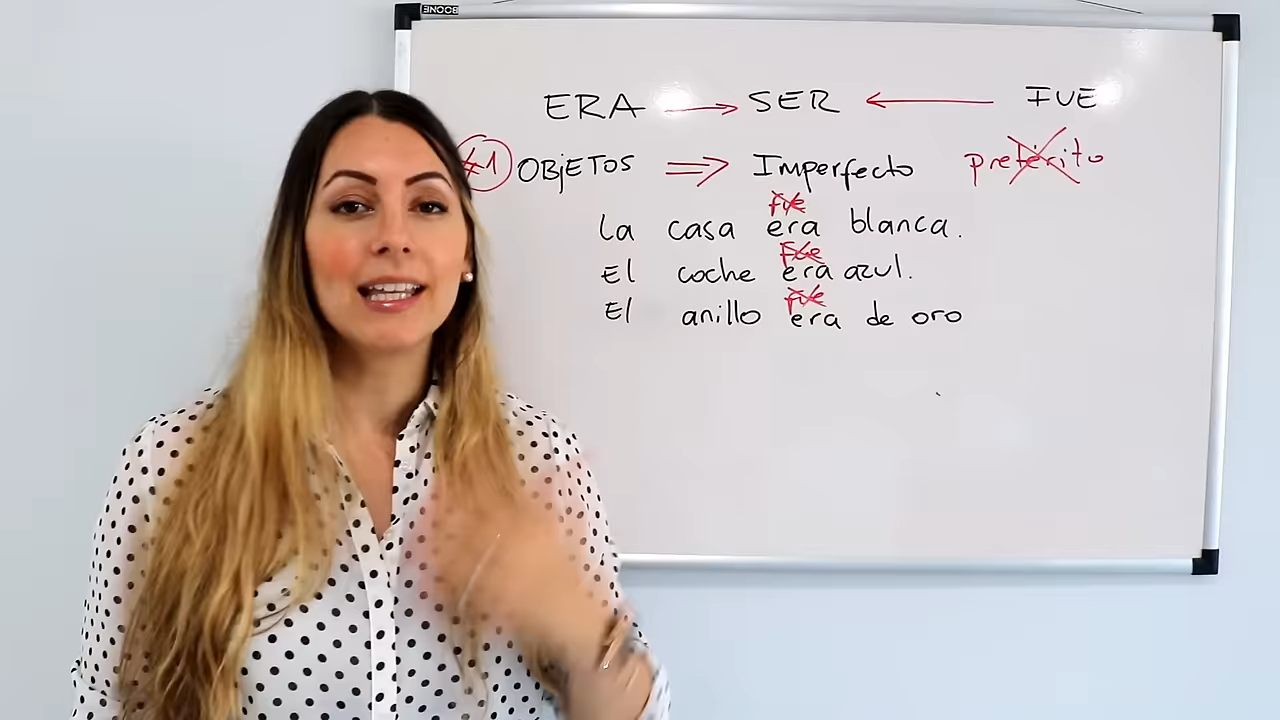 BOONE
ERA → SER ← FUE
#1 OBJETOS ⇒ Imperfecto pretérito
fue
La casa era blanca.
fue
El coche era azul.
fue
El anillo era de oro